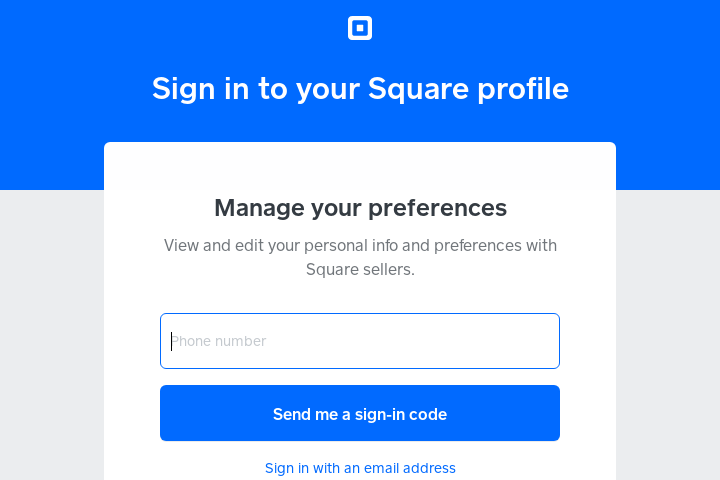 Sign in to your Square profile
Manage your preferences
View and edit your personal info and preferences with
Square sellers.
Phone number
Send me a sign-in code
Sign in with an email address